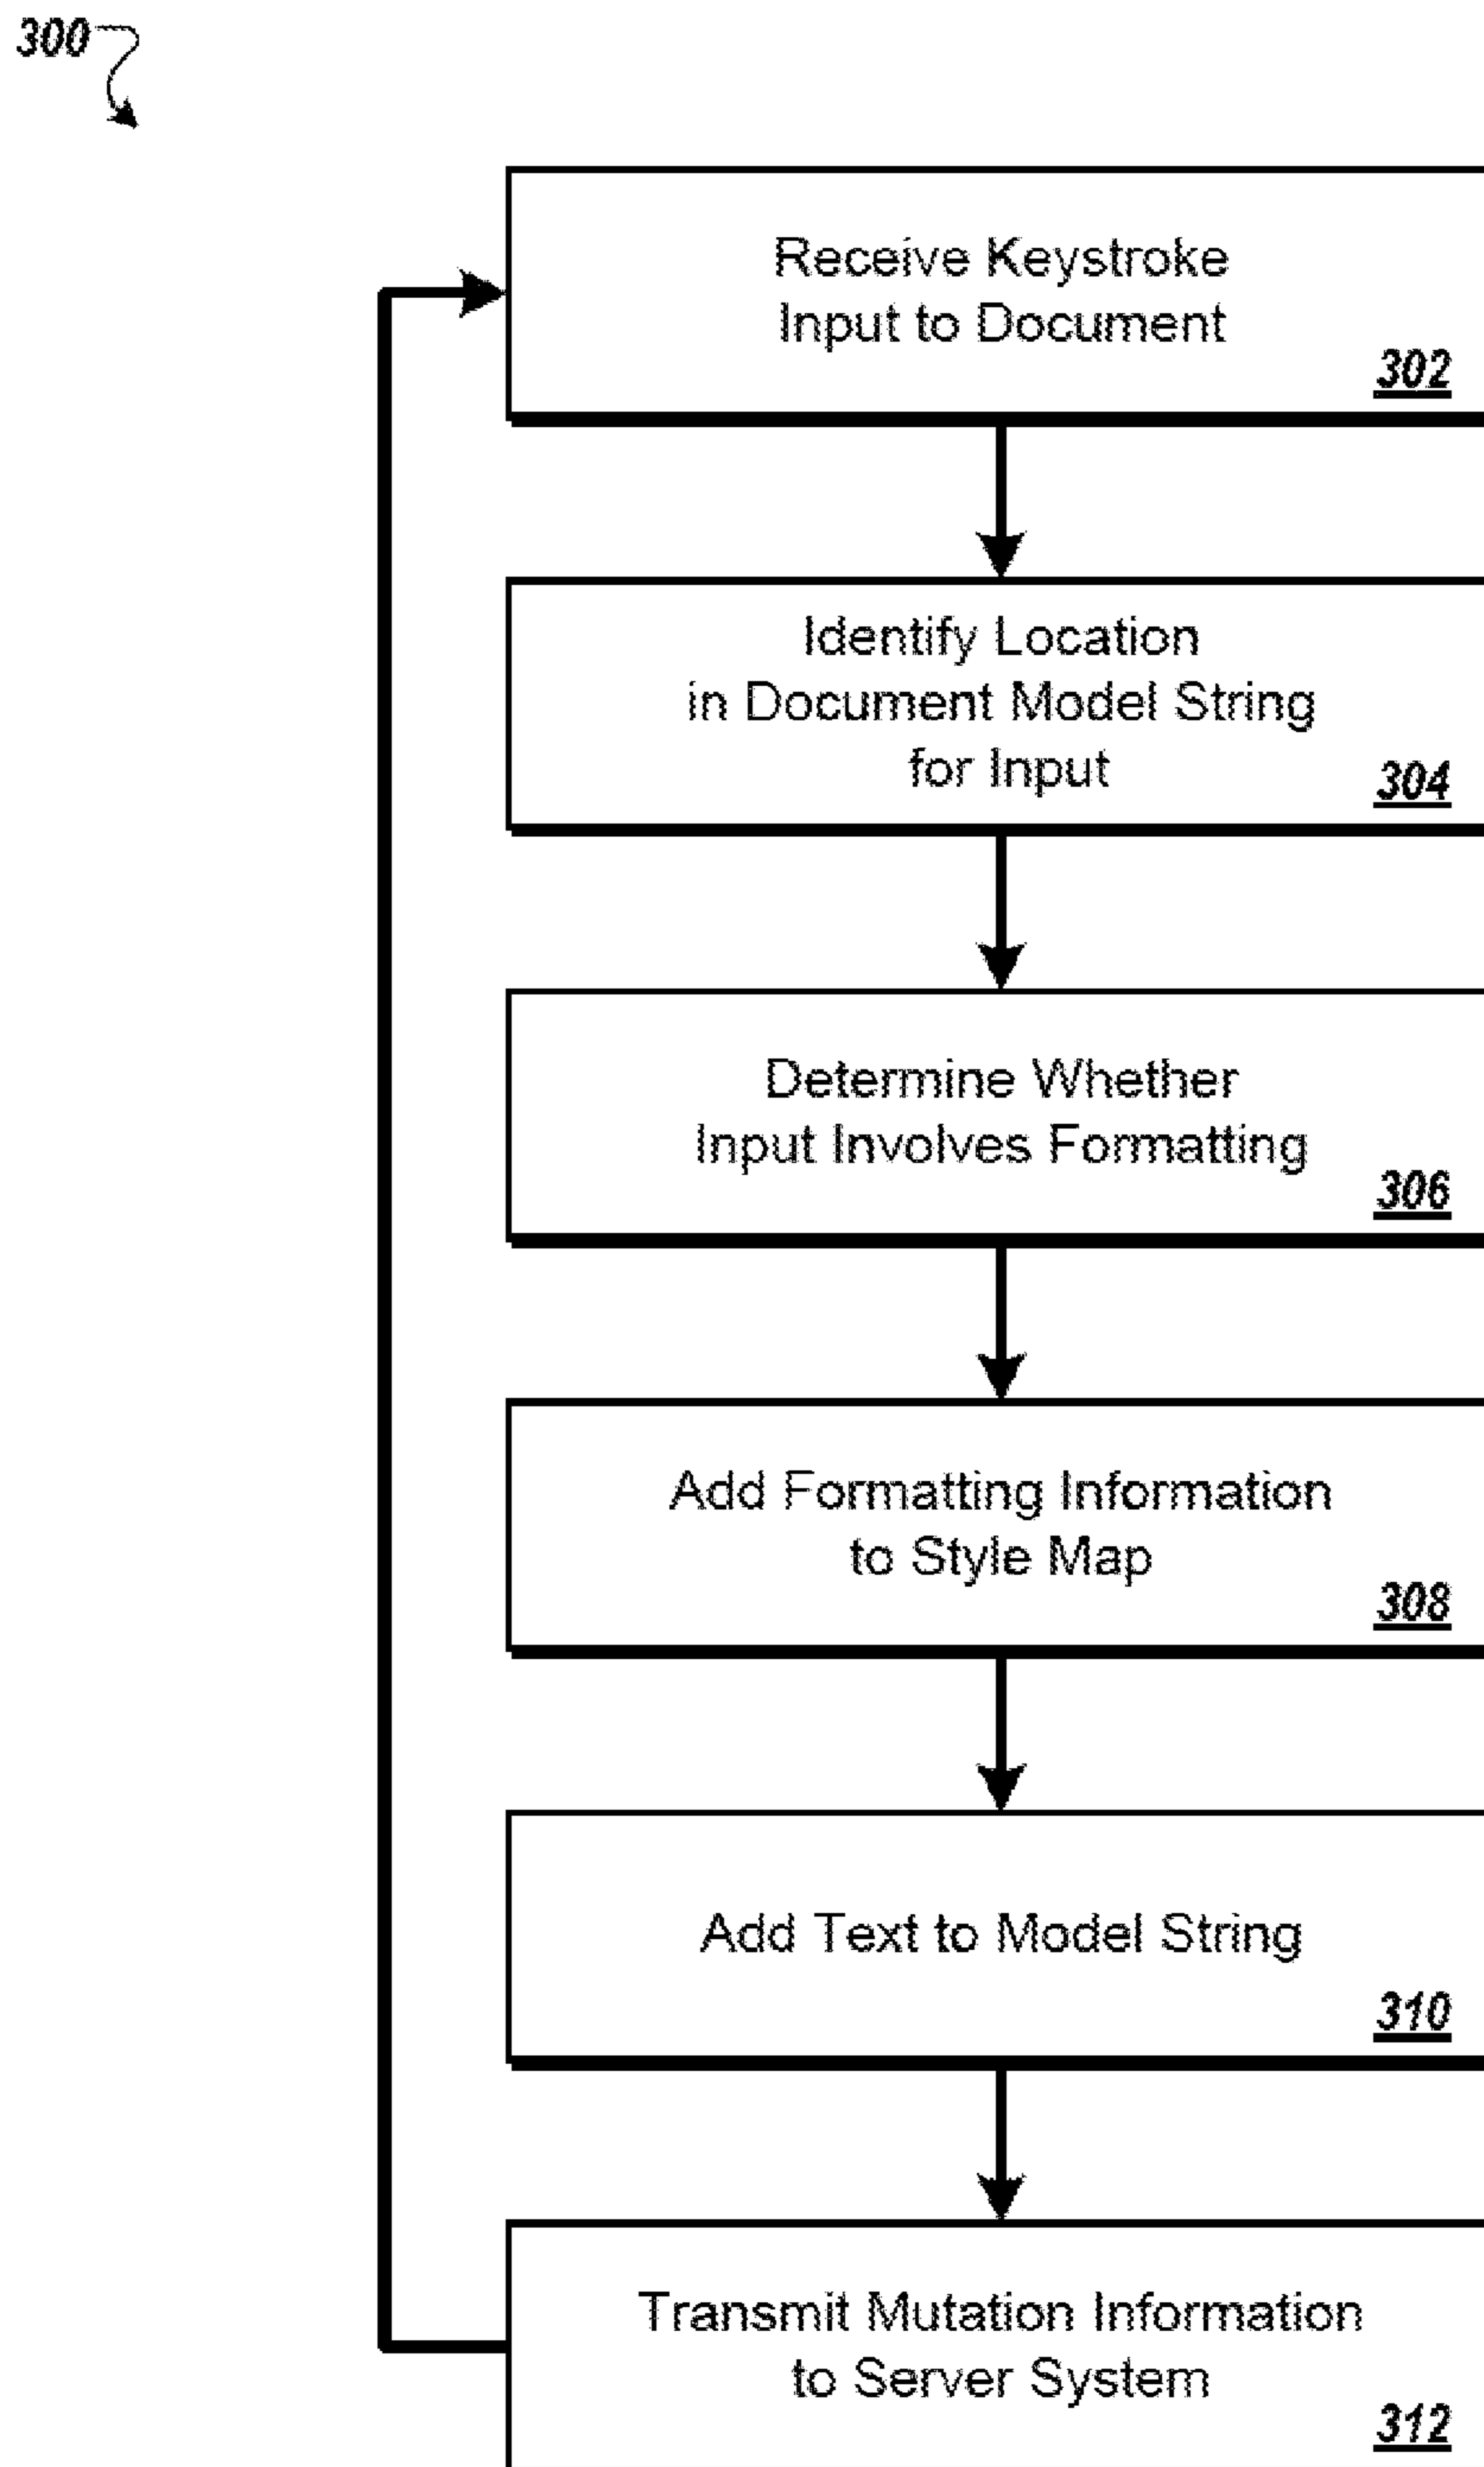 300
Receive Keystroke
Input to Document
302
Identify Location
in Document Model String
for Input
304
Determine Whether
Input Involves Formatting
306
Add Formatting Information
to Style Map
308
Add Text to Model String
310
Transmit Mutation Information
to Server System
312